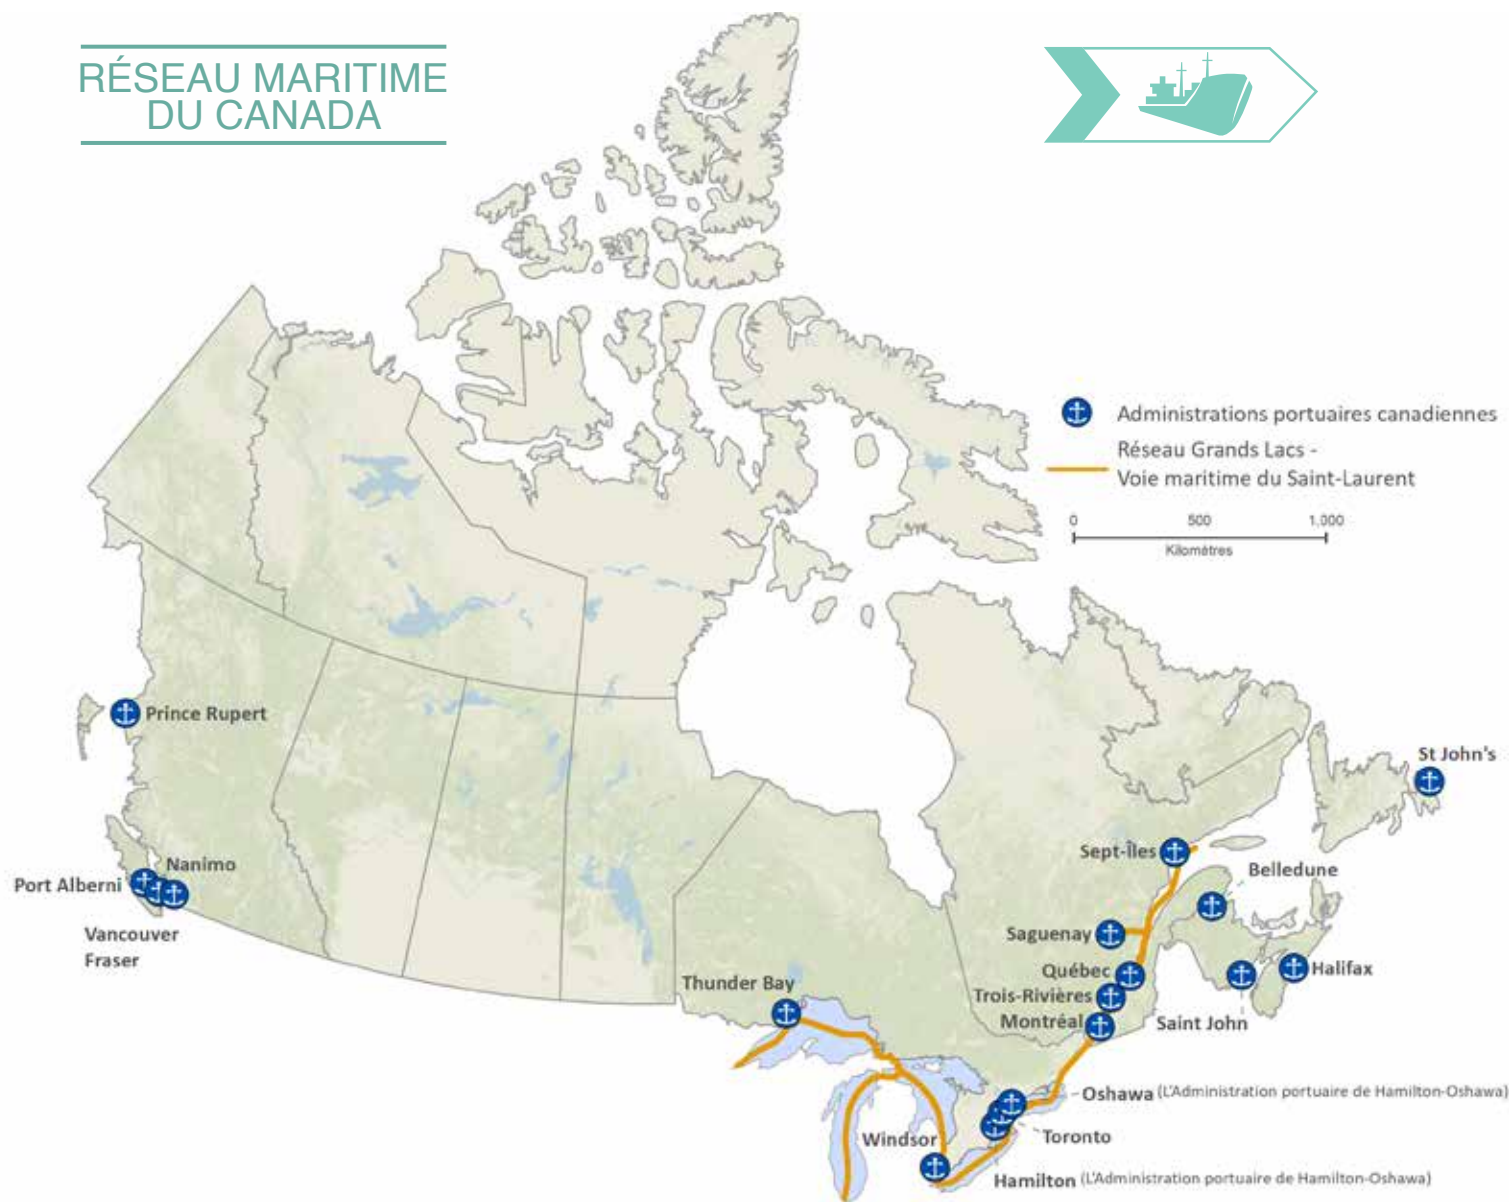 RÉSEAU MARITIME
DU CANADA
Administrations portuaires canadiennes
Réseau Grands Lacs -
Voie maritime du Saint-Laurent
0 500 1,000
Kilométres
Prince Rupert
St John's
Sept-Îles
Nanimo
Belledune
Port Alberni
Vancouver
Fraser
Saguenay
Québec
Halifax
Thunder Bay
Trois-Rivières
Montréal
Saint John
Oshawa (L'Administration portuaire de Hamilton-Oshawa)
Windsor
Toronto
Hamilton (L'Administration portuaire de Hamilton-Oshawa)